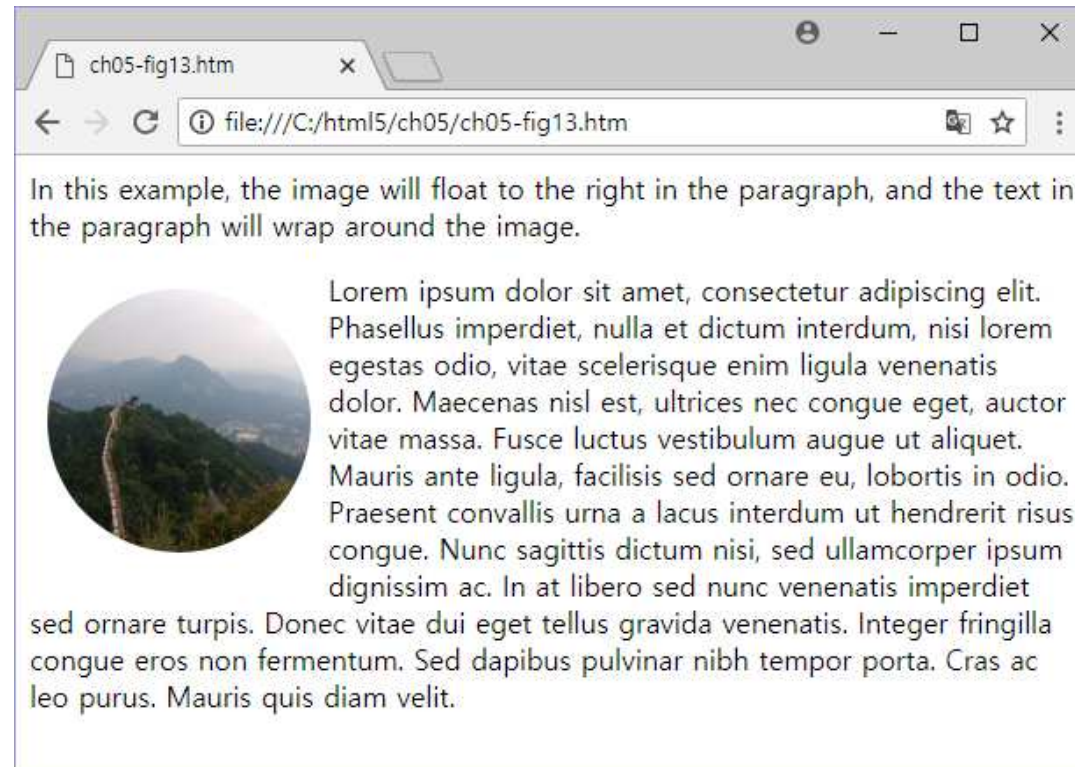 ch05-fig13.htm
file:///C:/html5/ch05/ch05-fig13.htm
In this example, the image will float to the right in the paragraph, and the text in
the paragraph will wrap around the image.
Lorem ipsum dolor sit amet, consectetur adipiscing elit.
Phasellus imperdiet, nulla et dictum interdum, nisi lorem
egestas odio, vitae scelerisque enim ligula venenatis
dolor. Maecenas nisl est, ultrices nec congue eget, auctor
vitae massa. Fusce luctus vestibulum augue ut aliquet.
Mauris ante ligula, facilisis sed ornare eu, lobortis in odio.
Praesent convallis urna a lacus interdum ut hendrerit risus
congue. Nunc sagittis dictum nisi, sed ullamcorper ipsum
dignissim ac. In at libero sed nunc venenatis imperdiet
sed ornare turpis. Donec vitae dui eget tellus gravida venenatis. Integer fringilla
congue eros non fermentum. Sed dapibus pulvinar nibh tempor porta. Cras ac
leo purus. Mauris quis diam velit.